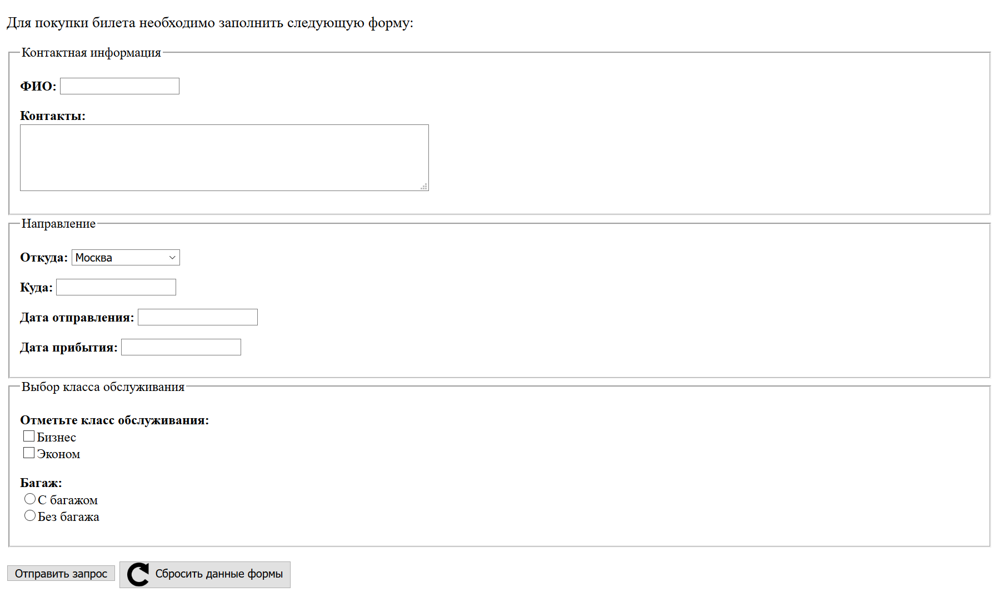 Для покупки билета необходимо заполнить следующую форму:
Контактная информация
ФИО:
Контакты:
Направление
Откуда: Москва
Куда:
Дата отправления:
Дата прибытия:
Выбор класса обслуживания
Отметьте класс обслуживания:
Бизнес
Эконом
Багаж:
С багажом
Без багажа
Отправить запрос Сбросить данные формы